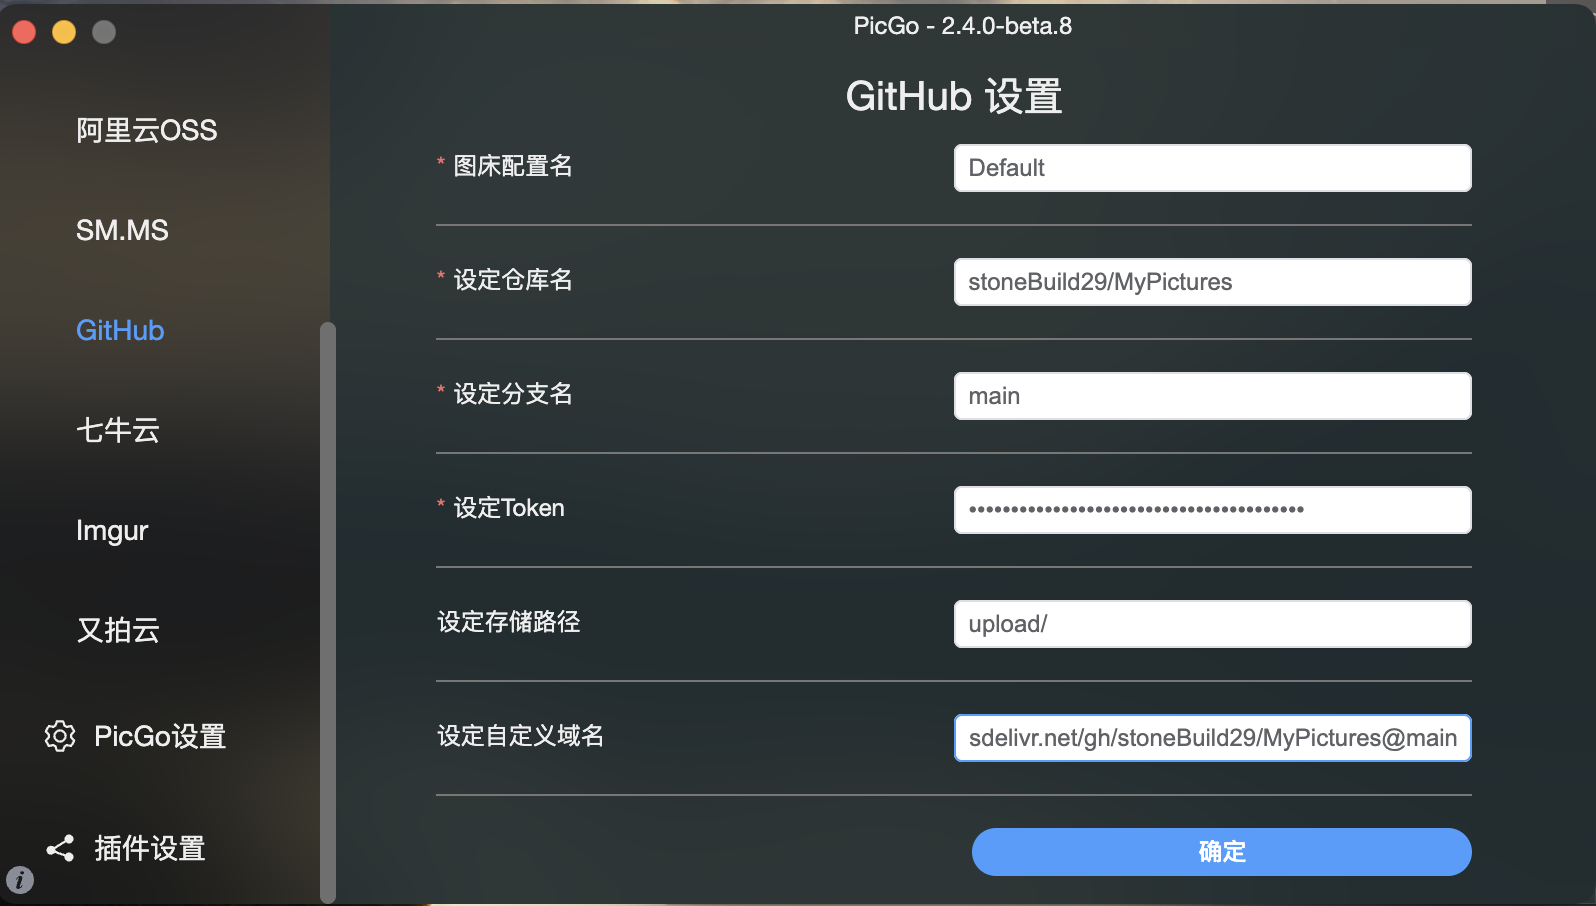 PicGo - 2.4.0-beta.8
阿里云OSS
SM.MS
GitHub
七牛云
Imgur
又拍云
PicGo设置
插件设置
i
GitHub 设置
* 图床配置名
Default
* 设定仓库名
stoneBuild29/MyPictures
* 设定分支名
main
* 设定Token
••••••••••••••••••••••••••••••••••••••••
设定存储路径
upload/
设定自定义域名
sdelivr.net/gh/stoneBuild29/MyPictures@main
确定